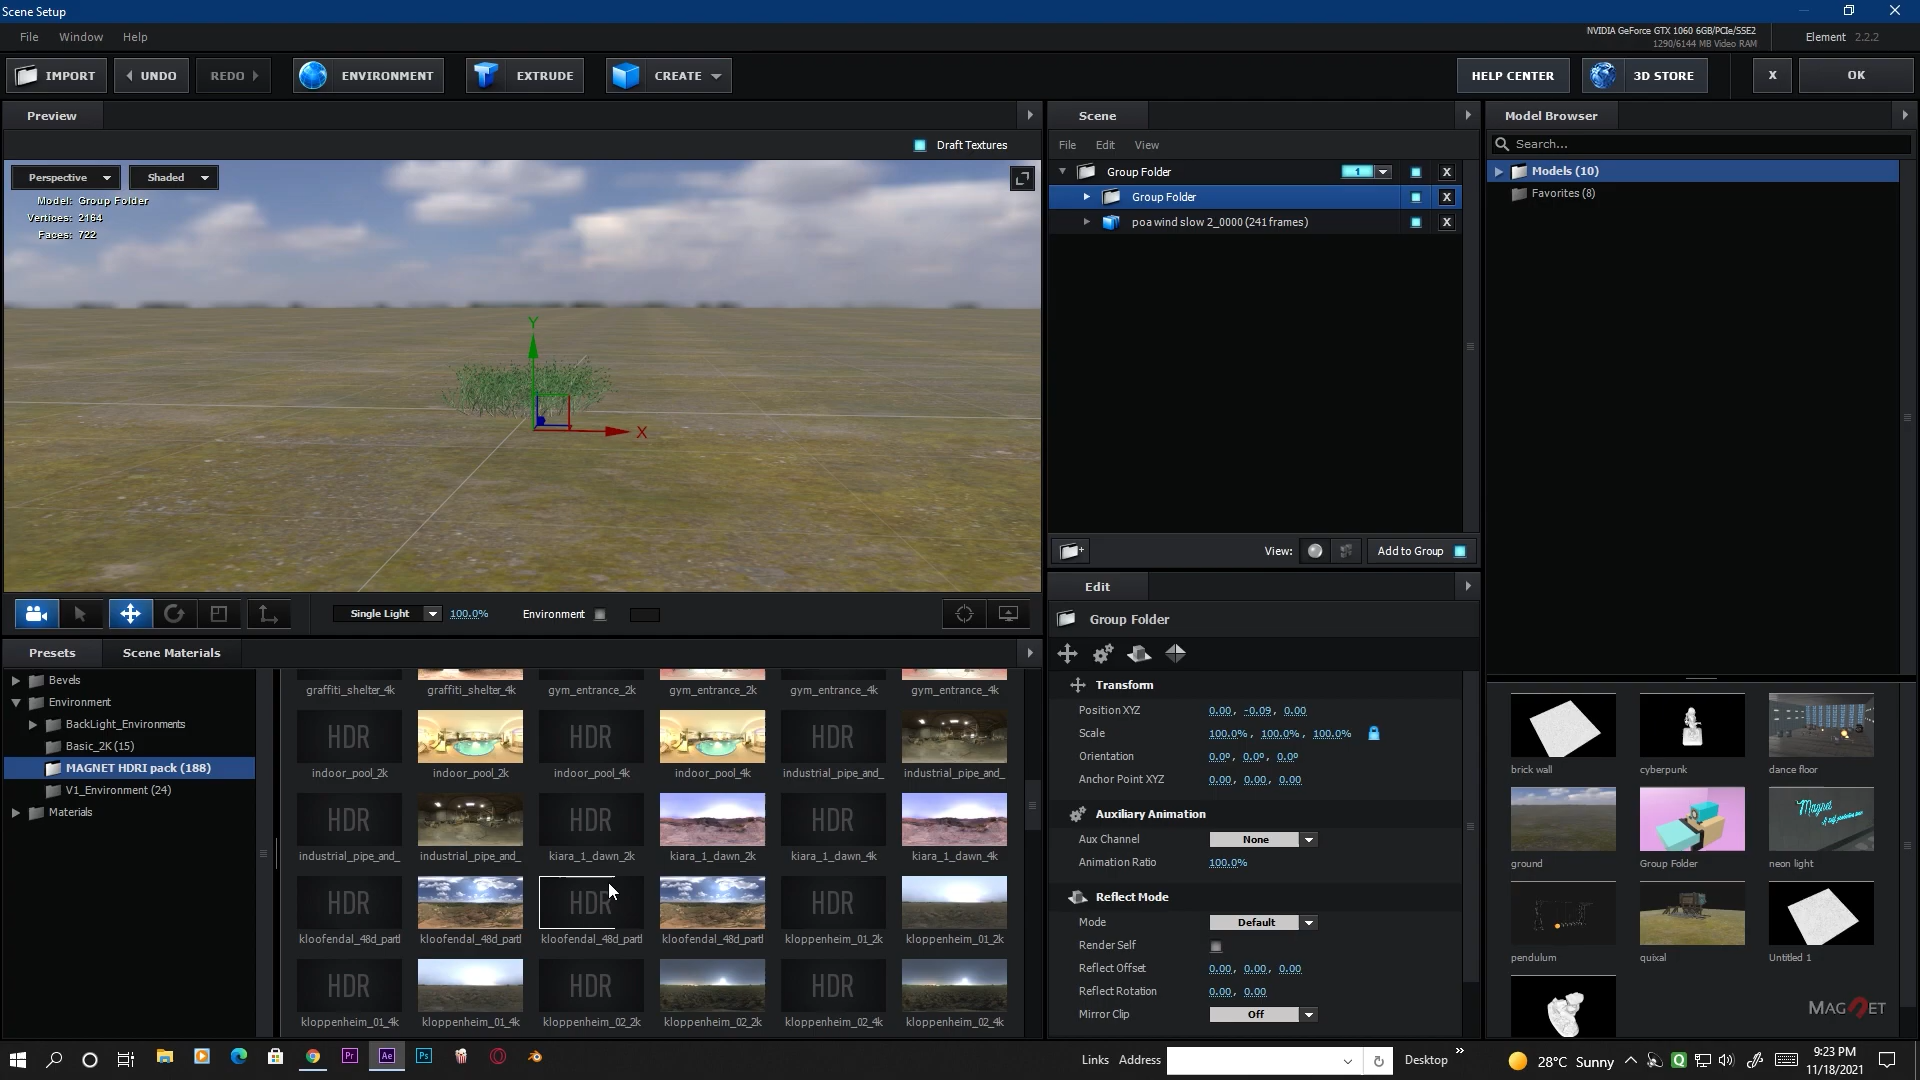 Scene Setup
File Window Help
NVIDIA GeForce GTX 1060 6GB/PCIe/SSE2
1290/6144 MB Video RAM
Element 2.2.2
IMPORT UNDO REDO ENVIRONMENT EXTRUDE CREATE HELP CENTER 3D STORE X OK
Preview
Draft Textures
Perspective Shaded
Model: Group Folder
Vertices: 2164
Faces: 722
Y
X
Single Light 100.0% Environment
Presets Scene Materials
Bevels
Environment
BackLight_Environments
Basic_2K (15)
MAGNET HDRI pack (188)
V1_Environment (24)
Materials
graffiti_shelter_4k graffiti_shelter_4k gym_entrance_2k gym_entrance_2k gym_entrance_4k gym_entrance_4k
HDR HDR
indoor_pool_2k indoor_pool_2k indoor_pool_4k indoor_pool_4k industrial_pipe_and_ industrial_pipe_and_
HDR HDR HDR
industrial_pipe_and_ industrial_pipe_and_ kiara_1_dawn_2k kiara_1_dawn_2k kiara_1_dawn_4k kiara_1_dawn_4k
HDR HDR HDR
kloofendal_48d_partl kloofendal_48d_partl kloofendal_48d_partl kloofendal_48d_partl kloppenheim_01_2k kloppenheim_01_2k
HDR HDR HDR
kloppenheim_01_4k kloppenheim_01_4k kloppenheim_02_2k kloppenheim_02_2k kloppenheim_02_4k kloppenheim_02_4k
Scene
File Edit View
Group Folder 1 X
Group Folder X
poa wind slow 2_0000 (241 frames) X
View: Add to Group
Edit
Group Folder
Transform
Position XYZ 0.00, -0.09, 0.00
Scale 100.0%, 100.0%, 100.0%
Orientation 0.0°, 0.0°, 0.0°
Anchor Point XYZ 0.00, 0.00, 0.00
Auxiliary Animation
Aux Channel None
Animation Ratio 100.0%
Reflect Mode
Mode Default
Render Self
Reflect Offset 0.00, 0.00, 0.00
Reflect Rotation 0.00, 0.00
Mirror Clip Off
Model Browser
Search...
Models (10)
Favorites (8)
brick wall cyberpunk dance floor
Magnet
ground Group Folder neon light
pendulum quixal Untitled 1
MAGNET
Pr Ae Ps
Links Address Desktop »
28°C Sunny
9:23 PM
11/18/2021